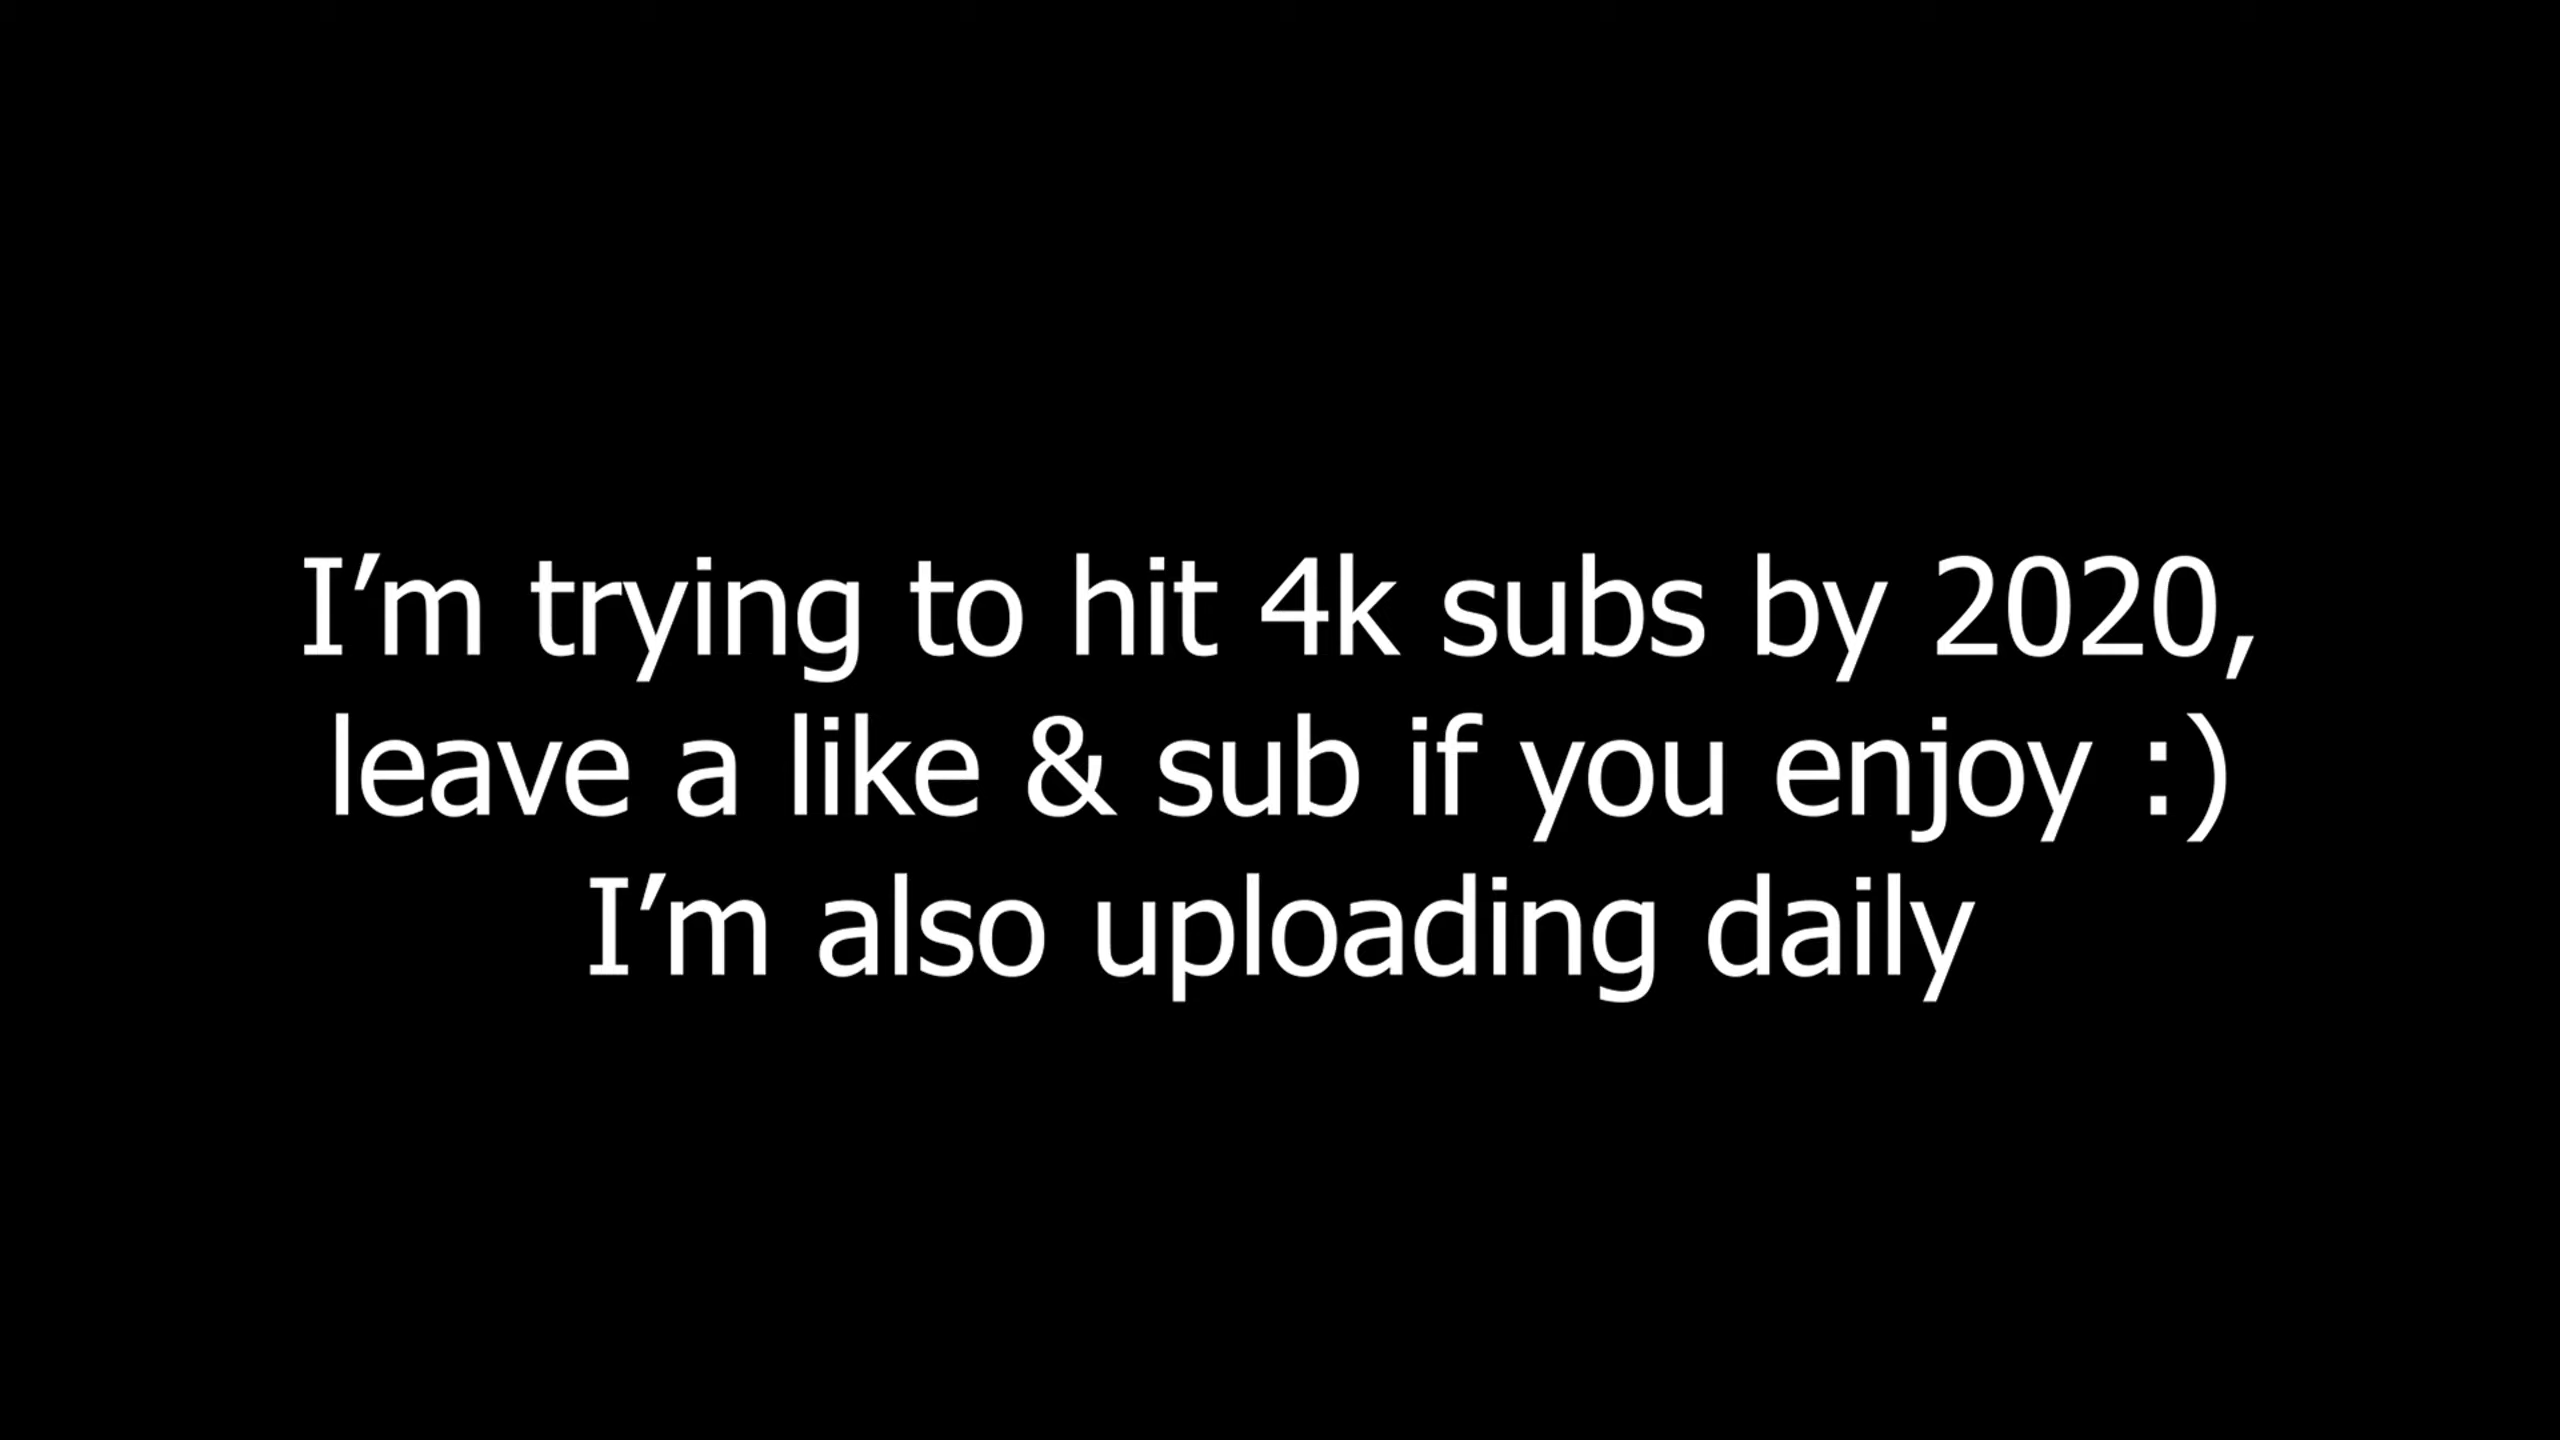 I’m trying to hit 4k subs by 2020,
leave a like & sub if you enjoy :)
I’m also uploading daily